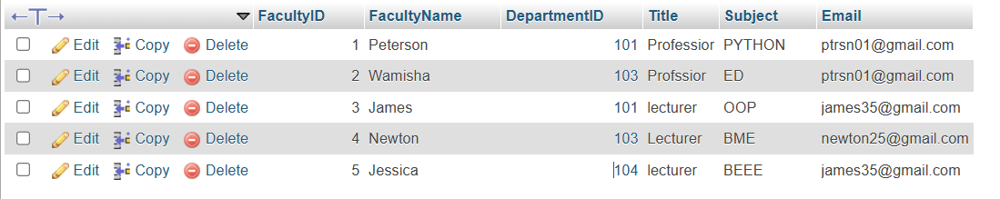 FacultyID FacultyName DepartmentID Title Subject Email
Edit Copy Delete 1 Peterson 101 Professior PYTHON ptrsn01@gmail.com
Edit Copy Delete 2 Wamisha 103 Profssior ED ptrsn01@gmail.com
Edit Copy Delete 3 James 101 lecturer OOP james35@gmail.com
Edit Copy Delete 4 Newton 103 Lecturer BME newton25@gmail.com
Edit Copy Delete 5 Jessica 104 lecturer BEEE james35@gmail.com